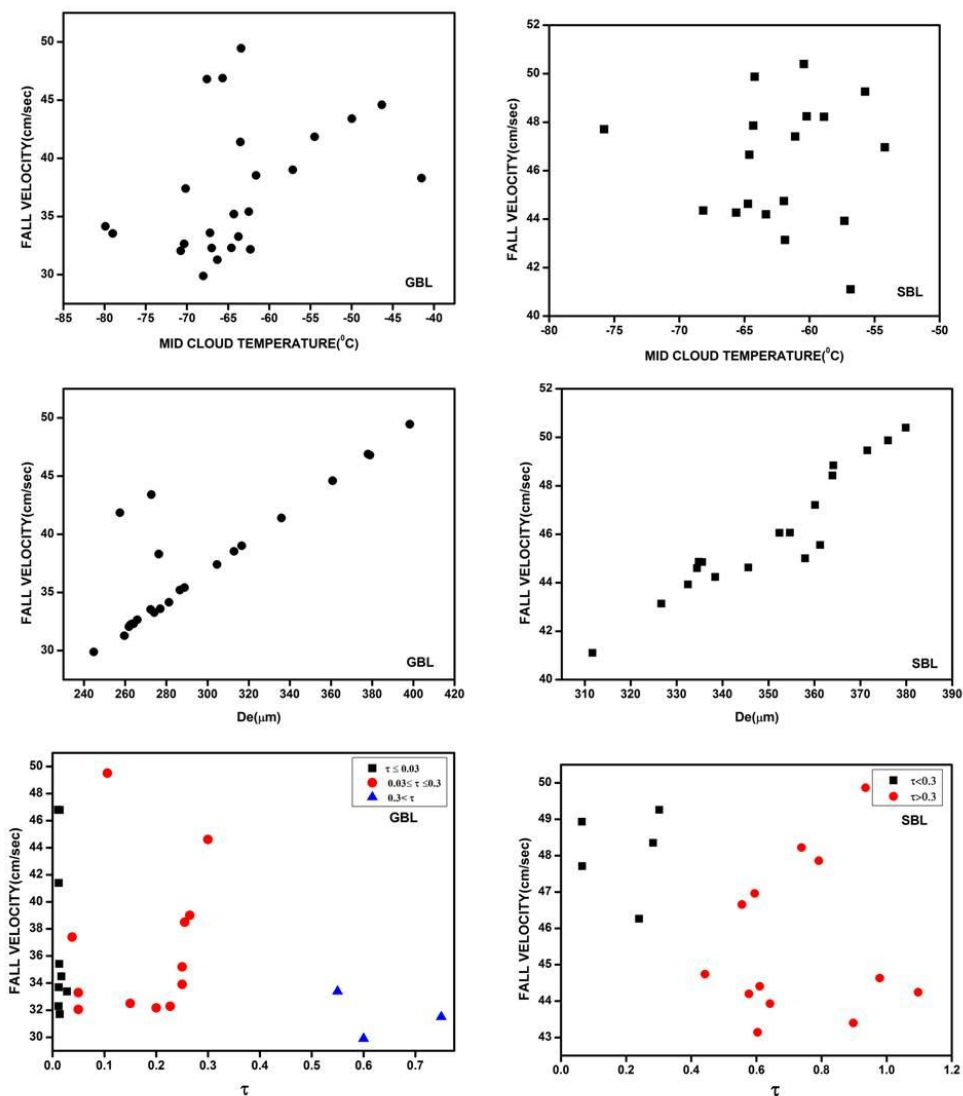 50
45
40
35
30
FALL VELOCITY(cm/sec)
GBL
-85 -80 -75 -70 -65 -60 -55 -50 -45 -40
MID CLOUD TEMPERATURE(⁰C)
52
50
48
46
44
42
40
FALL VELOCITY(cm/sec)
SBL
-80 -75 -70 -65 -60 -55 -50
MID CLOUD TEMPERATURE(⁰C)
50
45
40
35
30
FALL VELOCITY(cm/sec)
GBL
240 260 280 300 320 340 360 380 400 420
De(μm)
52
50
48
46
44
42
40
FALL VELOCITY(cm/sec)
SBL
310 320 330 340 350 360 370 380 390
De(μm)
50
48
46
44
42
40
38
36
34
32
30
FALL VELOCITY(cm/sec)
τ ≤ 0.03
0.03≤ τ ≤0.3
0.3< τ
GBL
0.0 0.1 0.2 0.3 0.4 0.5 0.6 0.7
τ
50
49
48
47
46
45
44
43
FALL VELOCITY(cm/sec)
τ<0.3
τ>0.3
SBL
0.0 0.2 0.4 0.6 0.8 1.0 1.2
τ